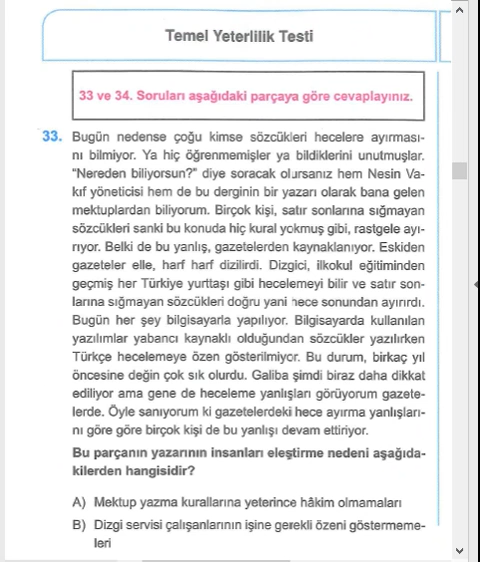 Temel Yeterlilik Testi
33 ve 34. Soruları aşağıdaki parçaya göre cevaplayınız.
33. Bugün nedense çoğu kimse sözcükleri hecelere ayırması-
nı bilmiyor. Ya hiç öğrenmemişler ya bildiklerini unutmuşlar.
"Nereden biliyorsun?" diye soracak olursanız hem Nesin Va-
kıf yöneticisi hem de bu derginin bir yazarı olarak bana gelen
mektuplardan biliyorum. Birçok kişi, satır sonlarına sığmayan
sözcükleri sanki bu konuda hiç kural yokmuş gibi, rastgele ayı-
rıyor. Belki de bu yanlış, gazetelerden kaynaklanıyor. Eskiden
gazeteler elle, harf harf dizilirdi. Dizgici, ilkokul eğitiminden
geçmiş her Türkiye yurttaşı gibi hecelemeyi bilir ve satır son-
larına sığmayan sözcükleri doğru yani hece sonundan ayırırdı.
Bugün her şey bilgisayarla yapılıyor. Bilgisayarda kullanılan
yazılımlar yabancı kaynaklı olduğundan sözcükler yazılırken
Türkçe hecelemeye özen gösterilmiyor. Bu durum, birkaç yıl
öncesine değin çok sık olurdu. Galiba şimdi biraz daha dikkat
ediliyor ama gene de heceleme yanlışları görüyorum gazete-
lerde. Öyle sanıyorum ki gazetelerdeki hece ayırma yanlışları-
nı göre göre birçok kişi de bu yanlışı devam ettiriyor.
Bu parçanın yazarının insanları eleştirme nedeni aşağıda-
kilerden hangisidir?
A) Mektup yazma kurallarına yeterince hâkim olmamaları
B) Dizgi servisi çalışanlarının işine gerekli özeni göstermeme-
leri